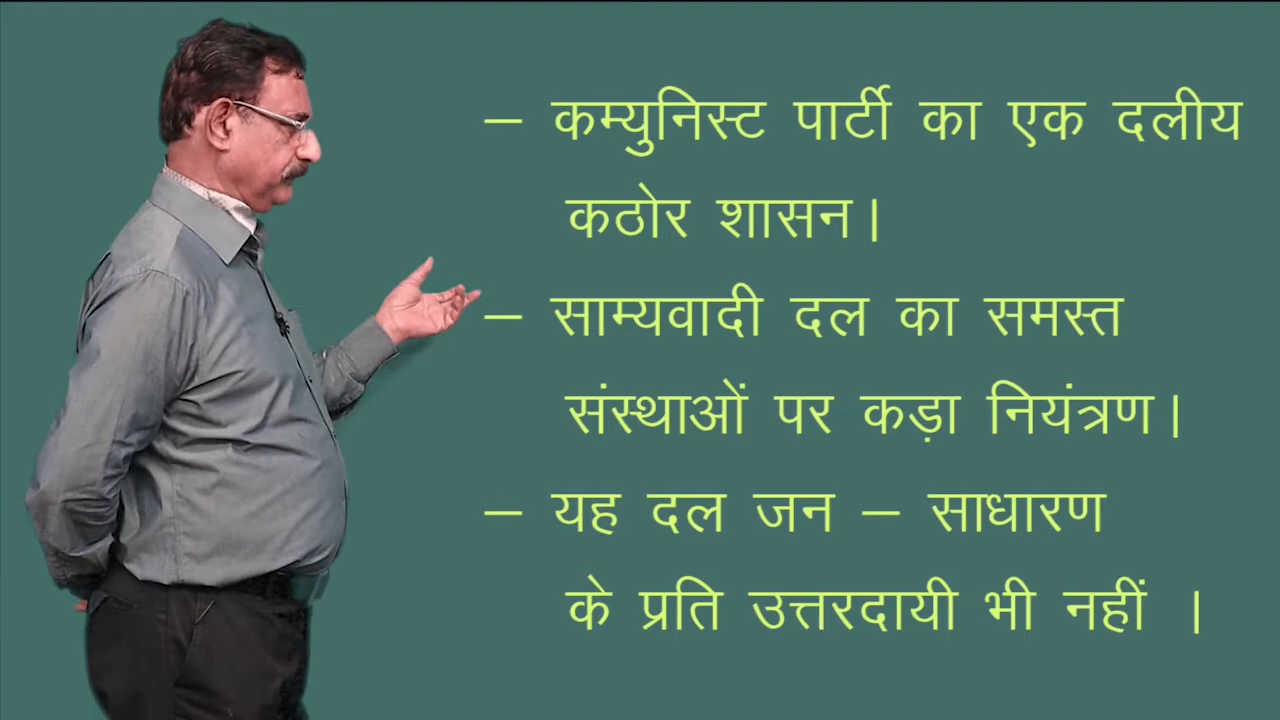 – कम्युनिस्ट पार्टी का एक दलीय
कठोर शासन।
– साम्यवादी दल का समस्त
संस्थाओं पर कड़ा नियंत्रण।
– यह दल जन – साधारण
के प्रति उत्तरदायी भी नहीं ।